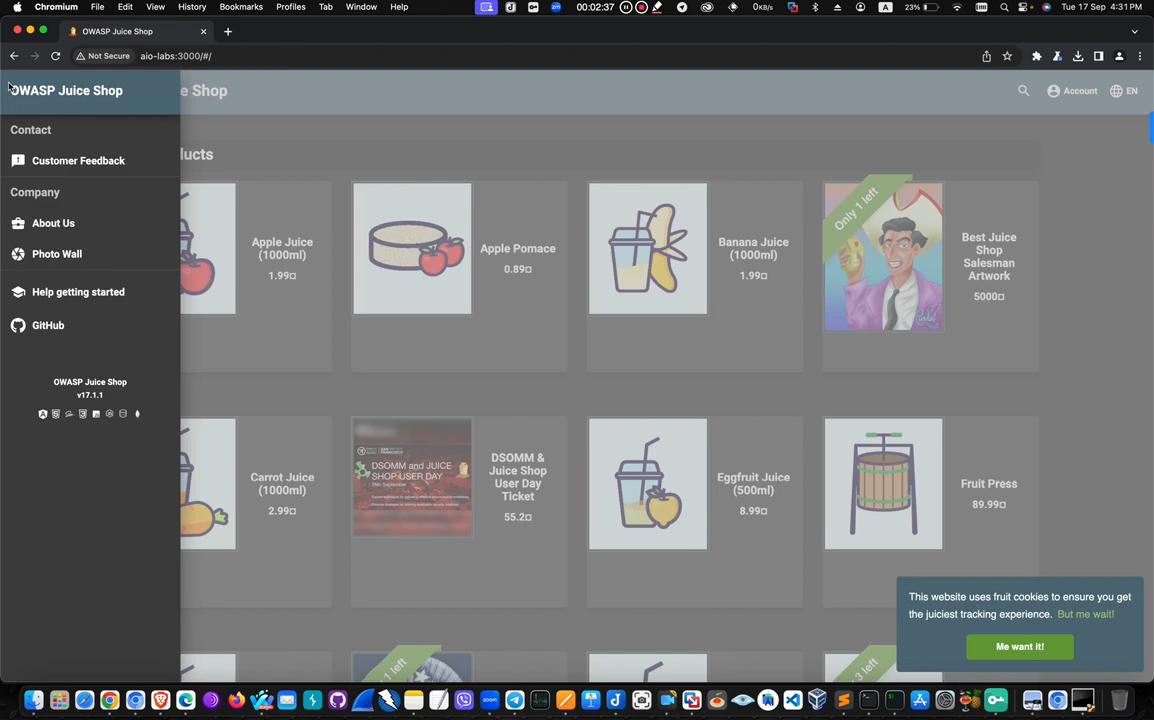 Chromium File Edit View History Bookmarks Profiles Tab Window Help
00:02:37
0KB/s
A
23%
Tue 17 Sep 4:31 PM
OWASP Juice Shop
Not Secure
aio-labs:3000/#/
OWASP Juice Shop
e Shop
Account
EN
Contact
Customer Feedback
Company
About Us
Photo Wall
Help getting started
GitHub
OWASP Juice Shop
v17.1.1
ucts
Apple Juice
(1000ml)
1.99¤
Apple Pomace
0.89¤
Banana Juice
(1000ml)
1.99¤
Only 1 left
Best Juice
Shop
Salesman
Artwork
5000¤
Carrot Juice
(1000ml)
2.99¤
DSOMM and JUICE
SHOP USER DAY
25th September
DSOMM &
Juice Shop
User Day
Ticket
55.2¤
Eggfruit Juice
(500ml)
8.99¤
Fruit Press
89.99¤
left
left
This website uses fruit cookies to ensure you get
the juiciest tracking experience. But me wait!
Me want it!